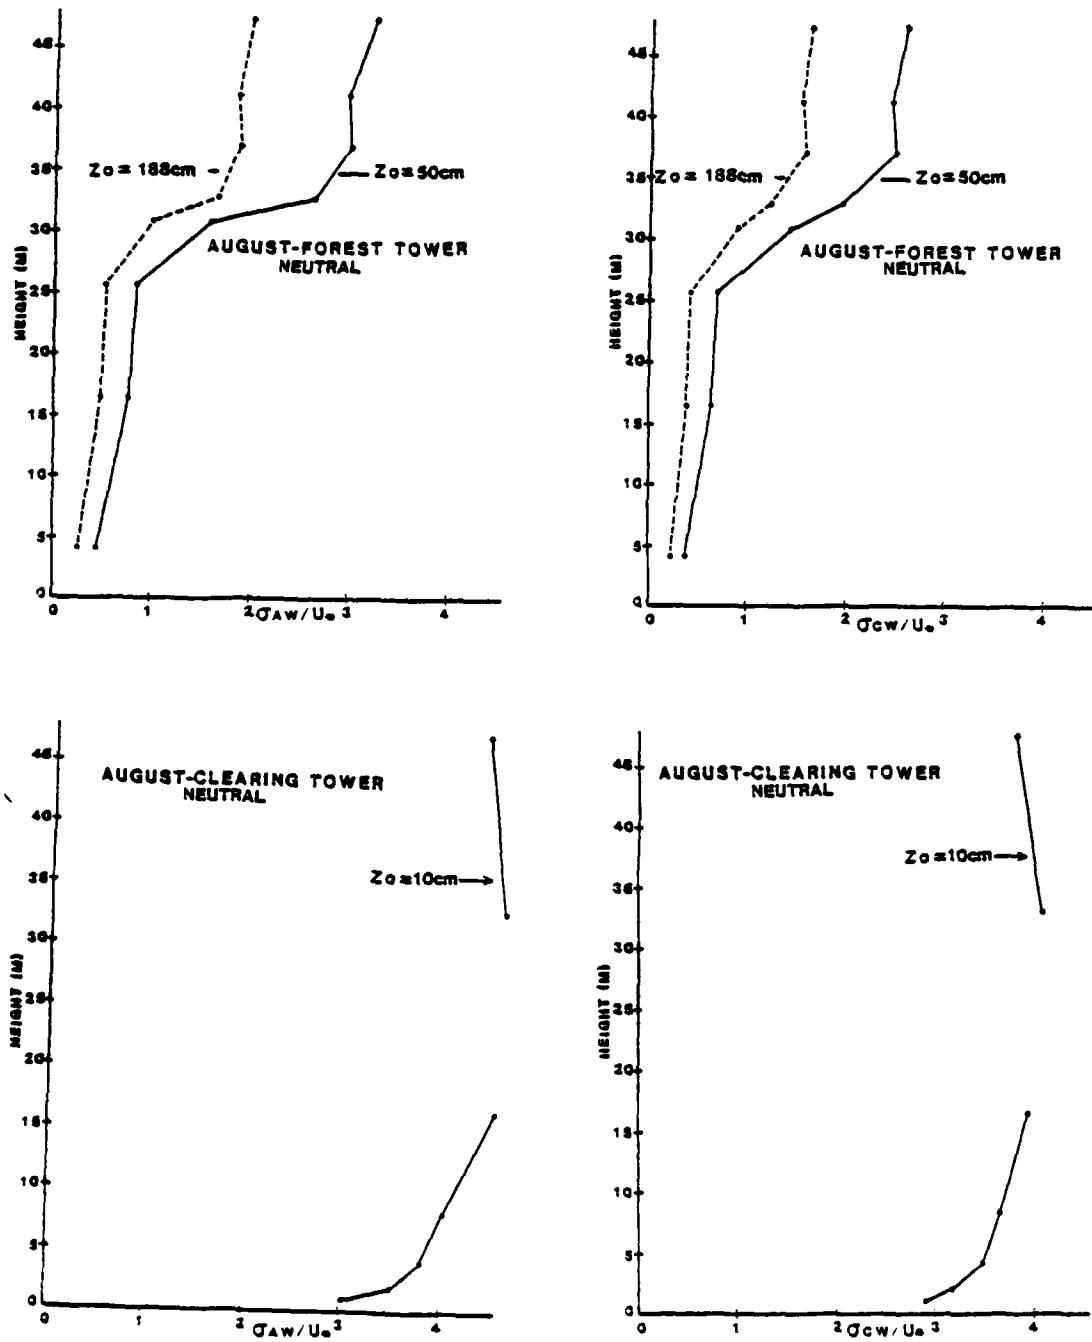 45
40
35
30
25
20
15
10
5
0
HEIGHT (M)
Zo = 188cm
Zo = 50cm
AUGUST-FOREST TOWER
NEUTRAL
0 1 2 3 4
σAW/U*
45
40
35
30
25
20
15
10
5
0
HEIGHT (M)
Zo = 188cm
Zo = 50cm
AUGUST-FOREST TOWER
NEUTRAL
0 1 2 3 4
σCW/U*
45
40
35
30
25
20
15
10
5
0
HEIGHT (M)
AUGUST-CLEARING TOWER
NEUTRAL
Zo = 10cm
0 1 2 3 4
σAW/U*
45
40
35
30
25
20
15
10
5
0
HEIGHT (M)
AUGUST-CLEARING TOWER
NEUTRAL
Zo = 10cm
0 1 2 3 4
σCW/U*